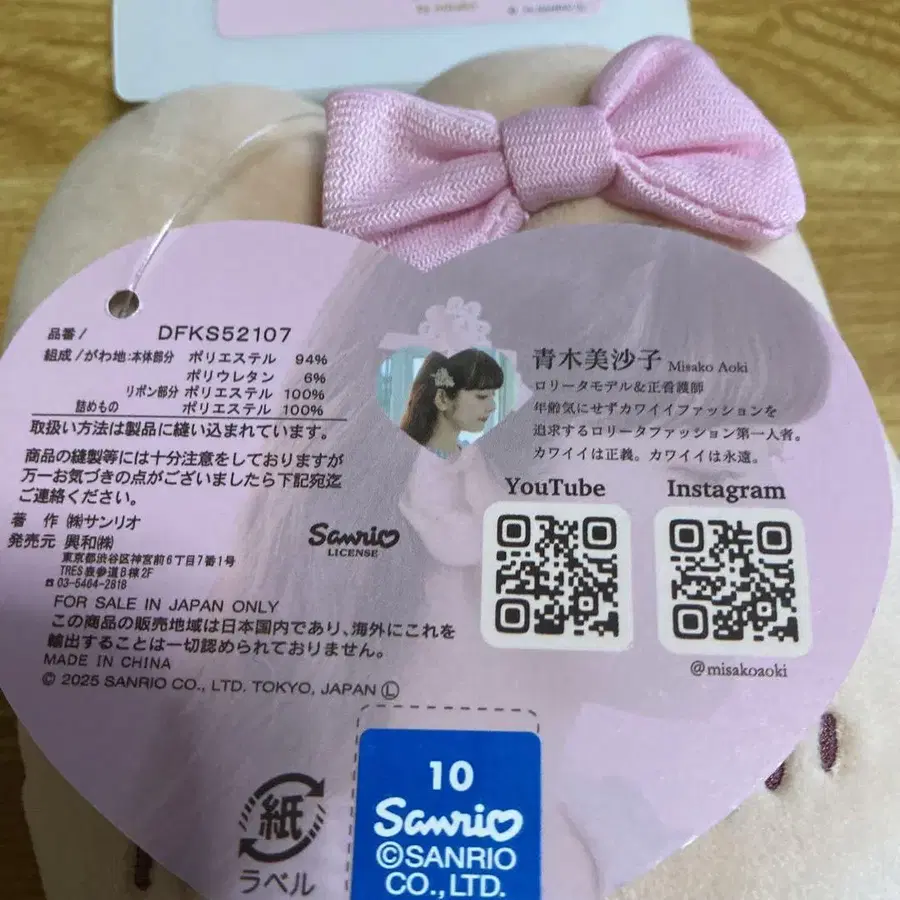 by misako
品番/ DFKS52107
組成/がわ地:本体部分 ポリエステル 94%
ポリウレタン 6%
リボン部分 ポリエステル 100%
詰めもの ポリエステル 100%
取扱い方法は製品に縫い込まれています。
商品の縫製等には十分注意をしておりますが
万一お気づきの点がございましたら下記宛迄
ご連絡ください。
著 作 ㈱サンリオ
発売元 興和㈱
東京都渋谷区神宮前6丁目7番1号
TRES表参道B棟2F
☎03-5464-2818
Sanrio
LICENSE
FOR SALE IN JAPAN ONLY
この商品の販売地域は日本国内であり、海外にこれを
輸出することは一切認められておりません。
MADE IN CHINA
© 2025 SANRIO CO., LTD. TOKYO, JAPAN Ⓛ
青木美沙子 Misako Aoki
ロリータモデル&正看護師
年齢気にせずカワイイファッションを
追求するロリータファッション第一人者。
カワイイは正義。カワイイは永遠。
YouTube
Instagram
@misakoaoki
紙
ラベル
10
Sanrio
©SANRIO
CO.,LTD.